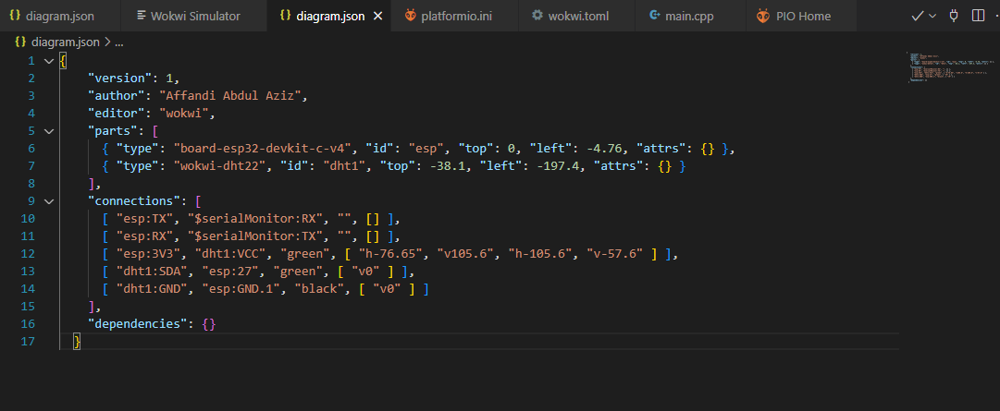 diagram.json Wokwi Simulator diagram.json platformio.ini wokwi.toml main.cpp PIO Home
diagram.json > ...
1 {
2 "version": 1,
3 "author": "Affandi Abdul Aziz",
4 "editor": "wokwi",
5 "parts": [
6 { "type": "board-esp32-devkit-c-v4", "id": "esp", "top": 0, "left": -4.76, "attrs": {} },
7 { "type": "wokwi-dht22", "id": "dht1", "top": -38.1, "left": -197.4, "attrs": {} }
8 ],
9 "connections": [
10 [ "esp:TX", "$serialMonitor:RX", "", [] ],
11 [ "esp:RX", "$serialMonitor:TX", "", [] ],
12 [ "esp:3V3", "dht1:VCC", "green", [ "h-76.65", "v105.6", "h-105.6", "v-57.6" ] ],
13 [ "dht1:SDA", "esp:27", "green", [ "v0" ] ],
14 [ "dht1:GND", "esp:GND.1", "black", [ "v0" ] ]
15 ],
16 "dependencies": {}
17 }